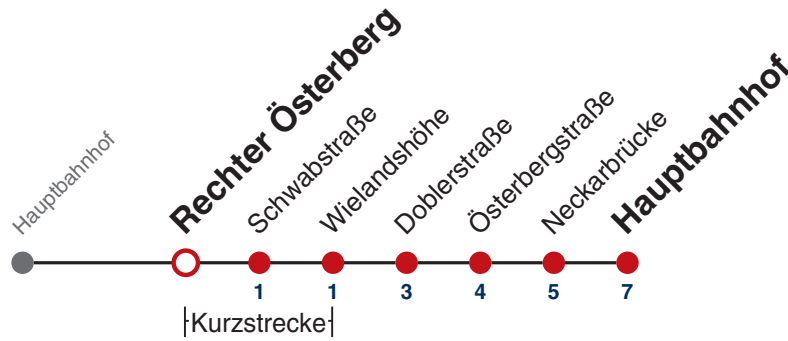 Hauptbahnhof
Rechter Österberg
Schwabstraße
Wielandshöhe
Doblerstraße
Österbergstraße
Neckarbrücke
Hauptbahnhof
1 1 3 4 5 7
Kurzstrecke